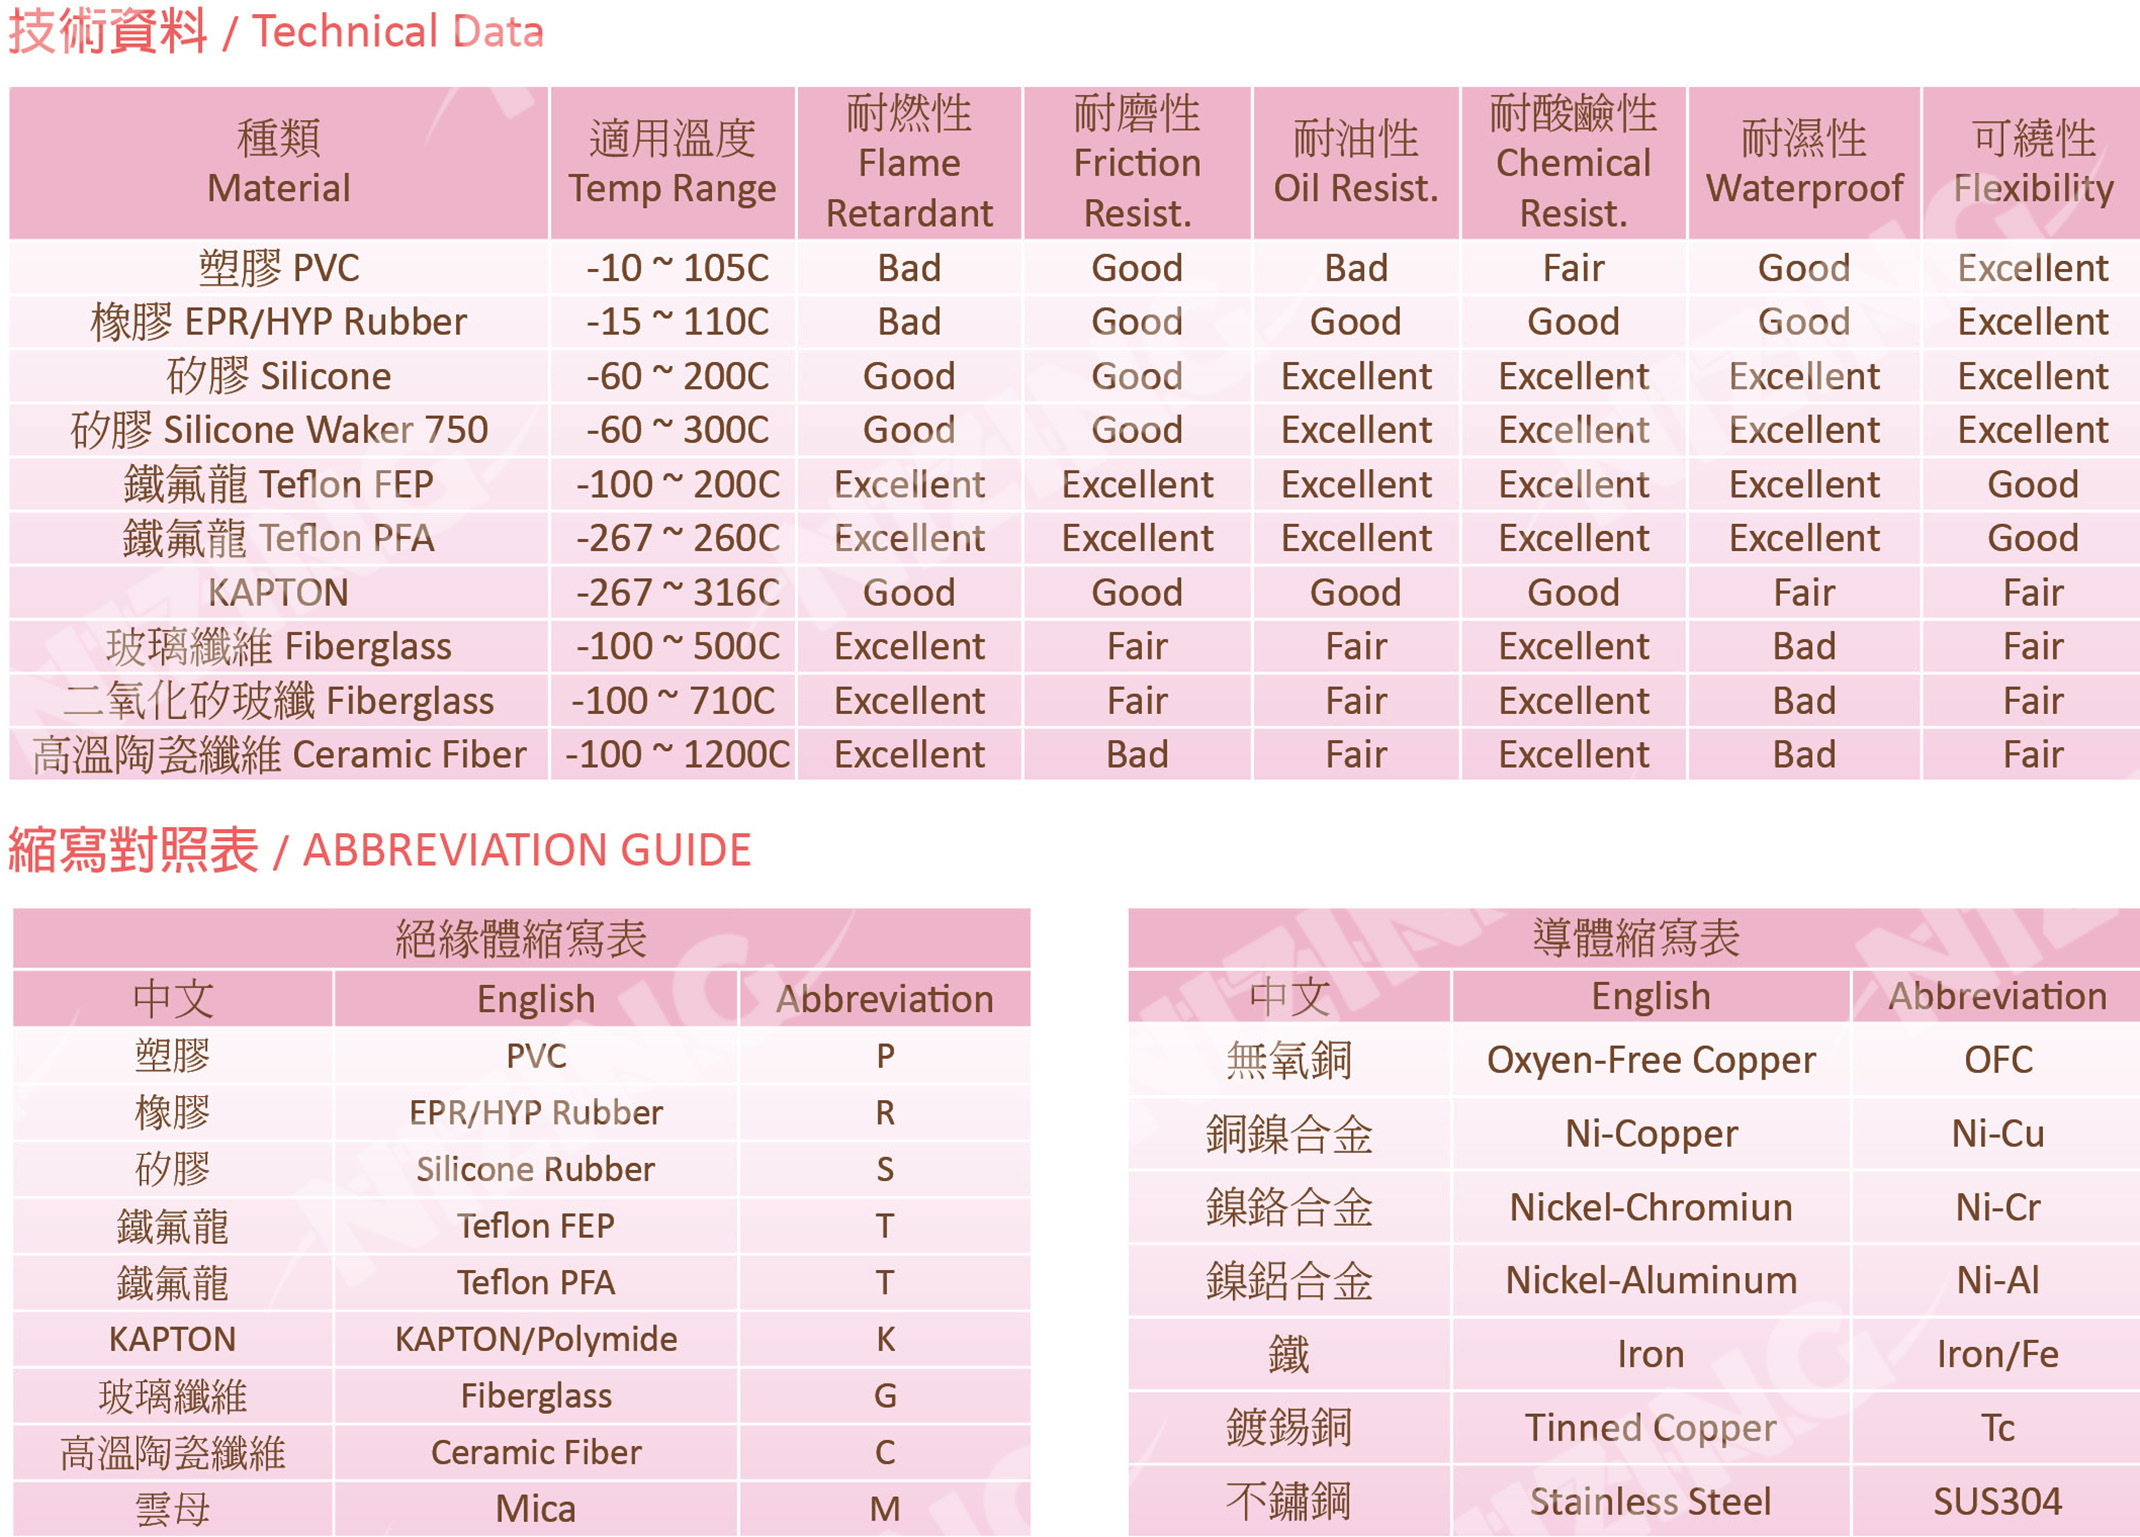 技術資料 / Technical Data
種類 Material 適用溫度 Temp Range 耐燃性 Flame Retardant 耐磨性 Friction Resist. 耐油性 Oil Resist. 耐酸鹼性 Chemical Resist. 耐濕性 Waterproof 可繞性 Flexibility
塑膠 PVC -10 ~ 105C Bad Good Bad Fair Good Excellent
橡膠 EPR/HYP Rubber -15 ~ 110C Bad Good Good Good Good Excellent
矽膠 Silicone -60 ~ 200C Good Good Excellent Excellent Excellent Excellent
矽膠 Silicone Waker 750 -60 ~ 300C Good Good Excellent Excellent Excellent Excellent
鐵氟龍 Teflon FEP -100 ~ 200C Excellent Excellent Excellent Excellent Excellent Good
鐵氟龍 Teflon PFA -267 ~ 260C Excellent Excellent Excellent Excellent Excellent Good
KAPTON -267 ~ 316C Good Good Good Good Fair Fair
玻璃纖維 Fiberglass -100 ~ 500C Excellent Fair Fair Excellent Bad Fair
二氧化矽玻纖 Fiberglass -100 ~ 710C Excellent Fair Fair Excellent Bad Fair
高溫陶瓷纖維 Ceramic Fiber -100 ~ 1200C Excellent Bad Fair Excellent Bad Fair
縮寫對照表 / ABBREVIATION GUIDE
絕緣體縮寫表
中文 English Abbreviation
塑膠 PVC P
橡膠 EPR/HYP Rubber R
矽膠 Silicone Rubber S
鐵氟龍 Teflon FEP T
鐵氟龍 Teflon PFA T
KAPTON KAPTON/Polymide K
玻璃纖維 Fiberglass G
高溫陶瓷纖維 Ceramic Fiber C
雲母 Mica M
導體縮寫表
中文 English Abbreviation
無氧銅 Oxyen-Free Copper OFC
銅鎳合金 Ni-Copper Ni-Cu
鎳鉻合金 Nickel-Chromiun Ni-Cr
鎳鋁合金 Nickel-Aluminum Ni-Al
鐵 Iron Iron/Fe
鍍錫銅 Tinned Copper Tc
不鏽鋼 Stainless Steel SUS304
NIZING